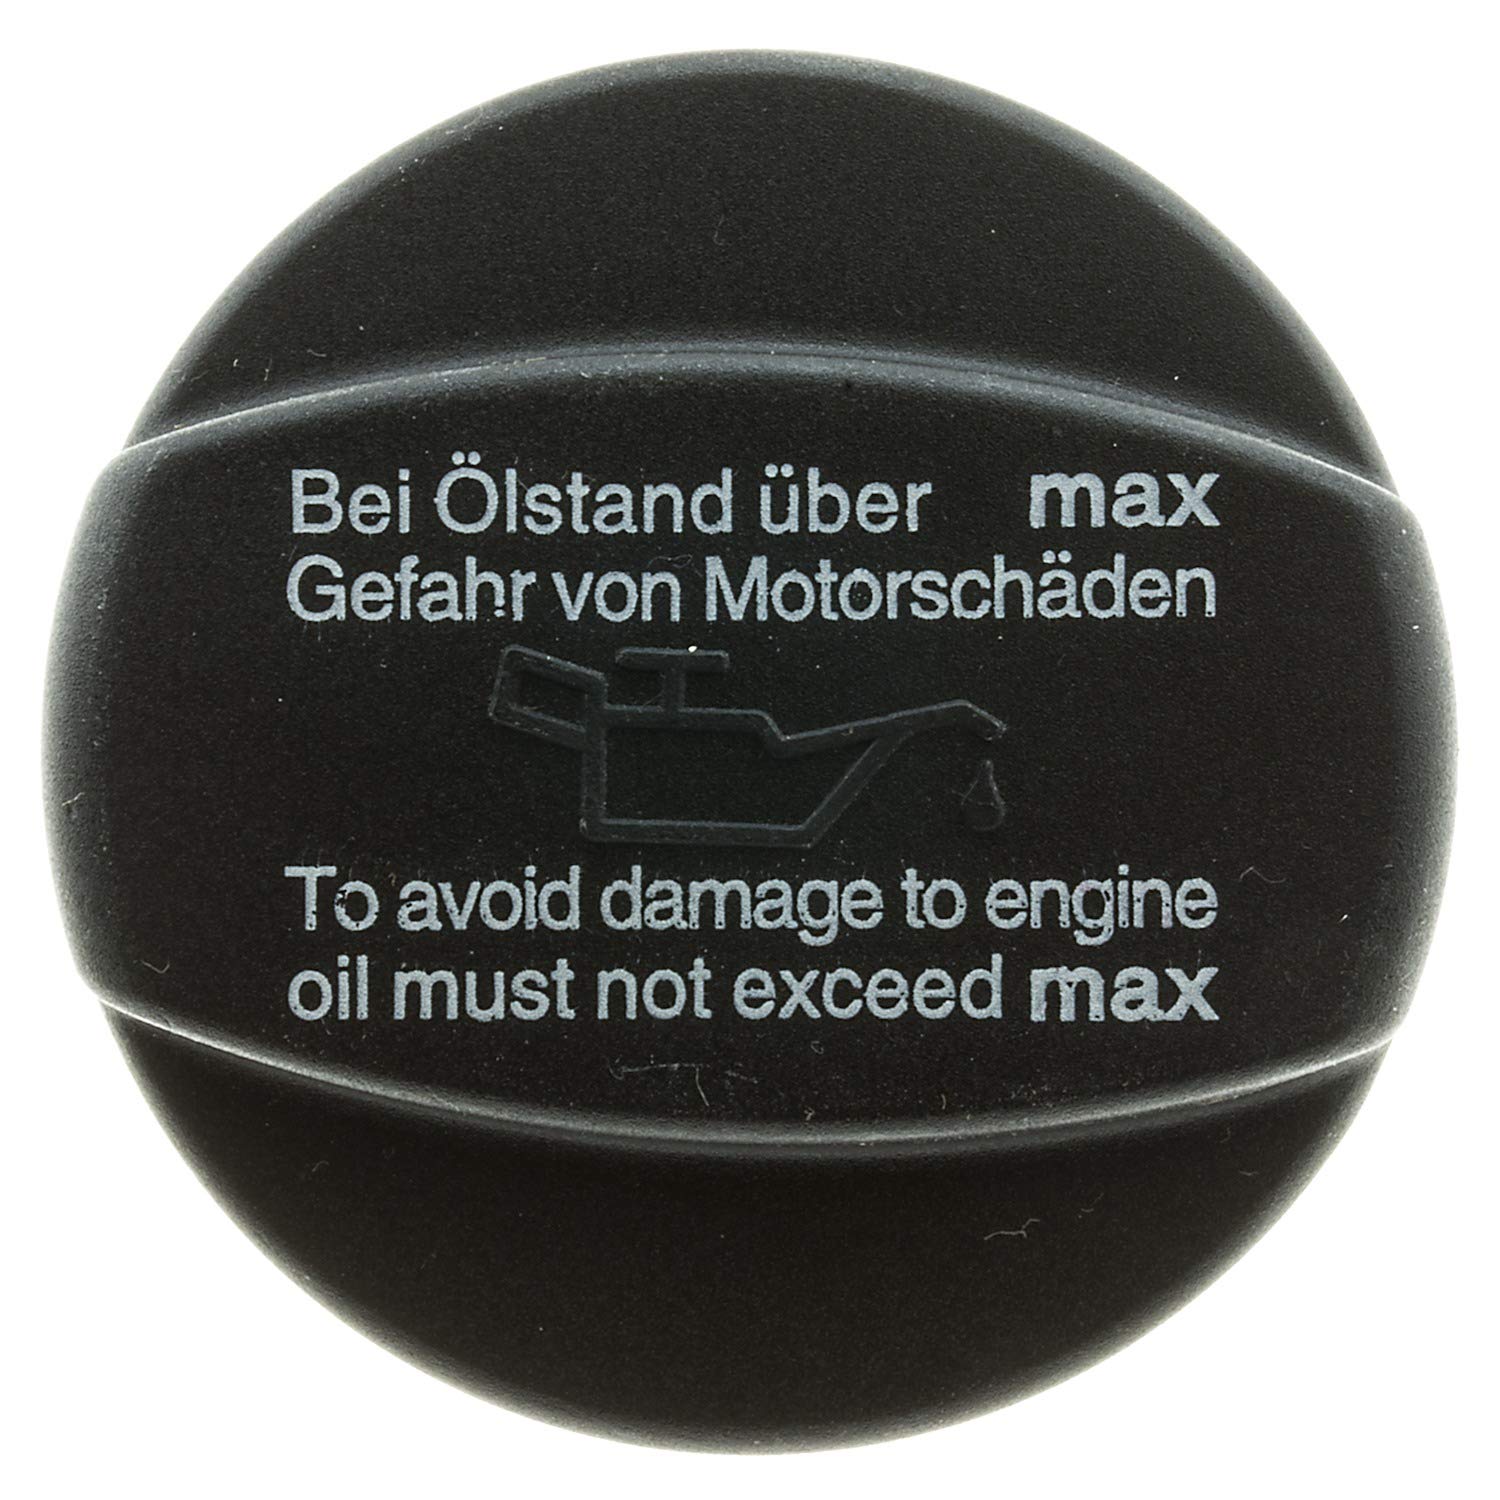 Bei Ölstand über max
Gefahr von Motorschäden
To avoid damage to engine
oil must not exceed max